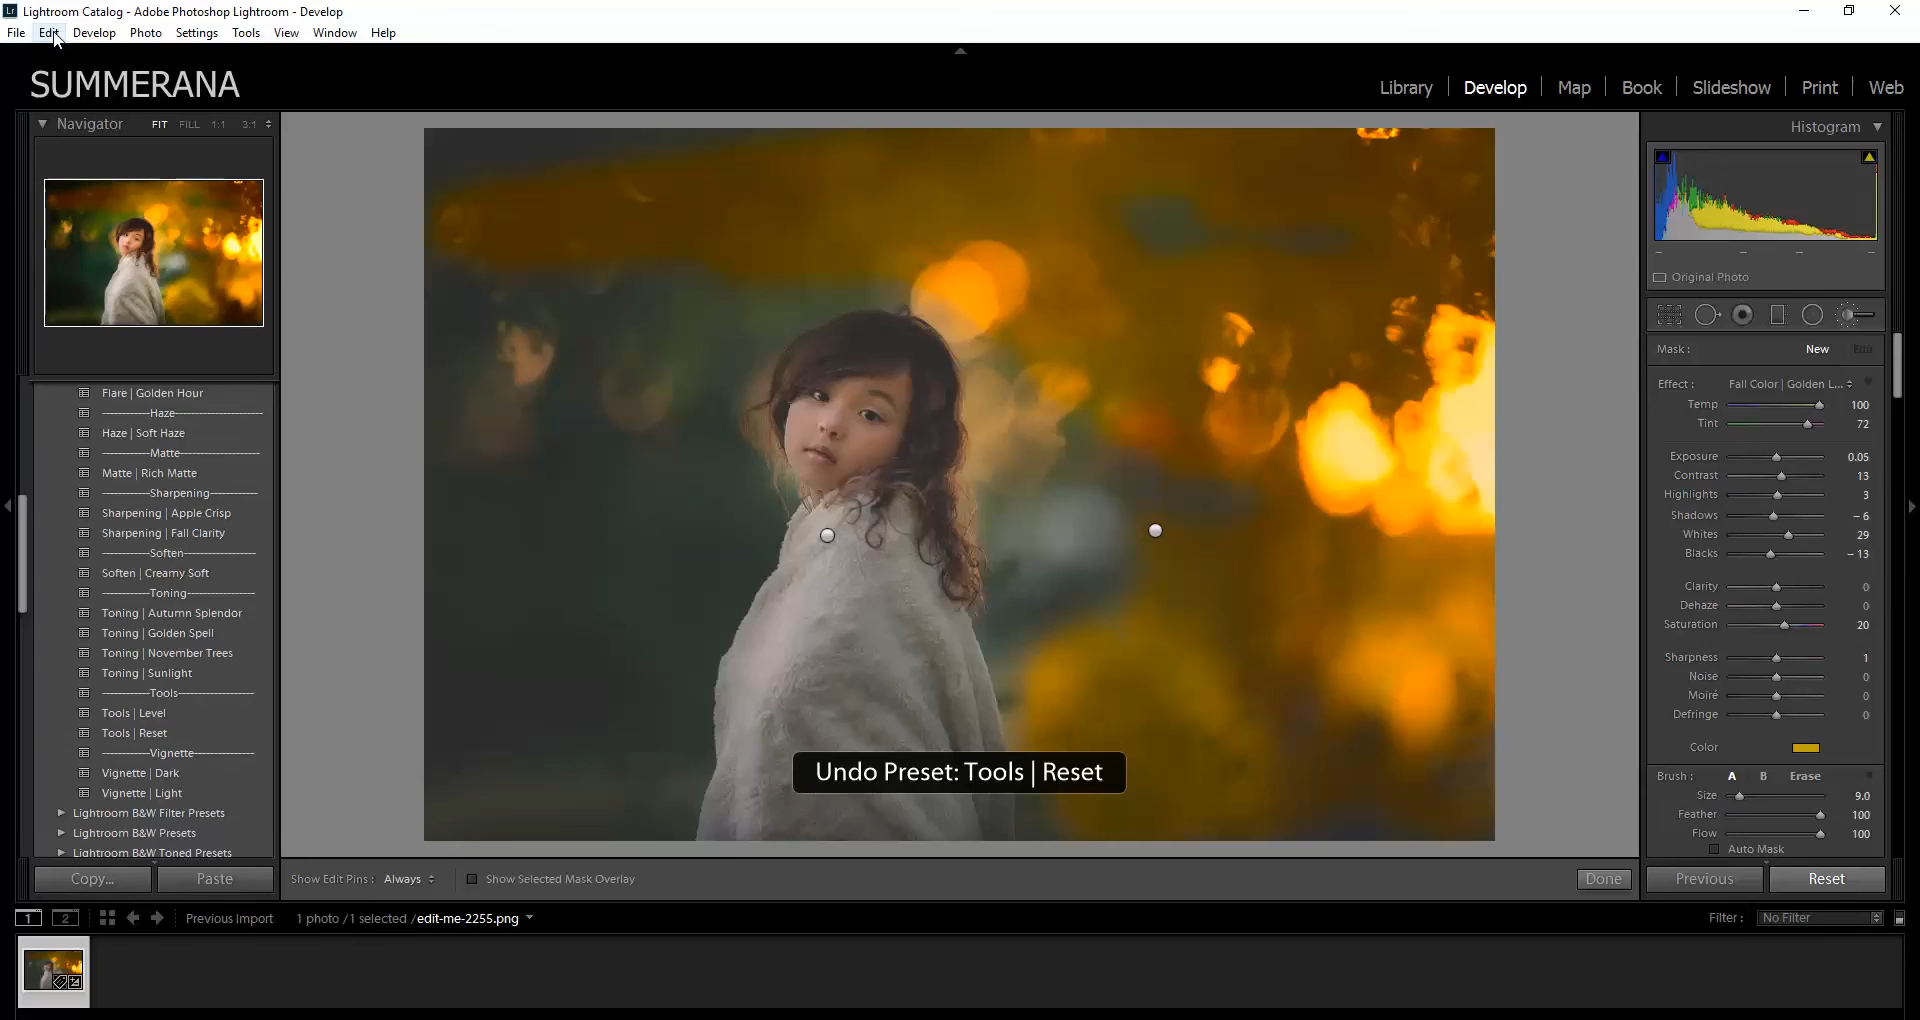 Lightroom Catalog - Adobe Photoshop Lightroom - Develop
File Edit Develop Photo Settings Tools View Window Help
SUMMERANA
Library | Develop | Map | Book | Slideshow | Print | Web
Navigator FIT FILL 1:1 3:1
Flare | Golden Hour
------------Haze----------------------
Haze | Soft Haze
------------Matte---------------------
Matte | Rich Matte
------------Sharpening------------
Sharpening | Apple Crisp
Sharpening | Fall Clarity
------------Soften-------------------
Soften | Creamy Soft
------------Toning-------------------
Toning | Autumn Splendor
Toning | Golden Spell
Toning | November Trees
Toning | Sunlight
------------Tools---------------------
Tools | Level
Tools | Reset
------------Vignette----------------
Vignette | Dark
Vignette | Light
Lightroom B&W Filter Presets
Lightroom B&W Presets
Lightroom B&W Toned Presets
Copy... Paste
Undo Preset: Tools | Reset
Show Edit Pins : Always Show Selected Mask Overlay Done
Histogram
Original Photo
Mask : New Edit
Effect : Fall Color | Golden L...
Temp 100
Tint 72
Exposure 0.05
Contrast 13
Highlights 3
Shadows – 6
Whites 29
Blacks – 13
Clarity 0
Dehaze 0
Saturation 20
Sharpness 1
Noise 0
Moiré 0
Defringe 0
Color
Brush : A B Erase
Size 9.0
Feather 100
Flow 100
Auto Mask
Previous Reset
1 2 Previous Import 1 photo / 1 selected / edit-me-2255.png Filter : No Filter